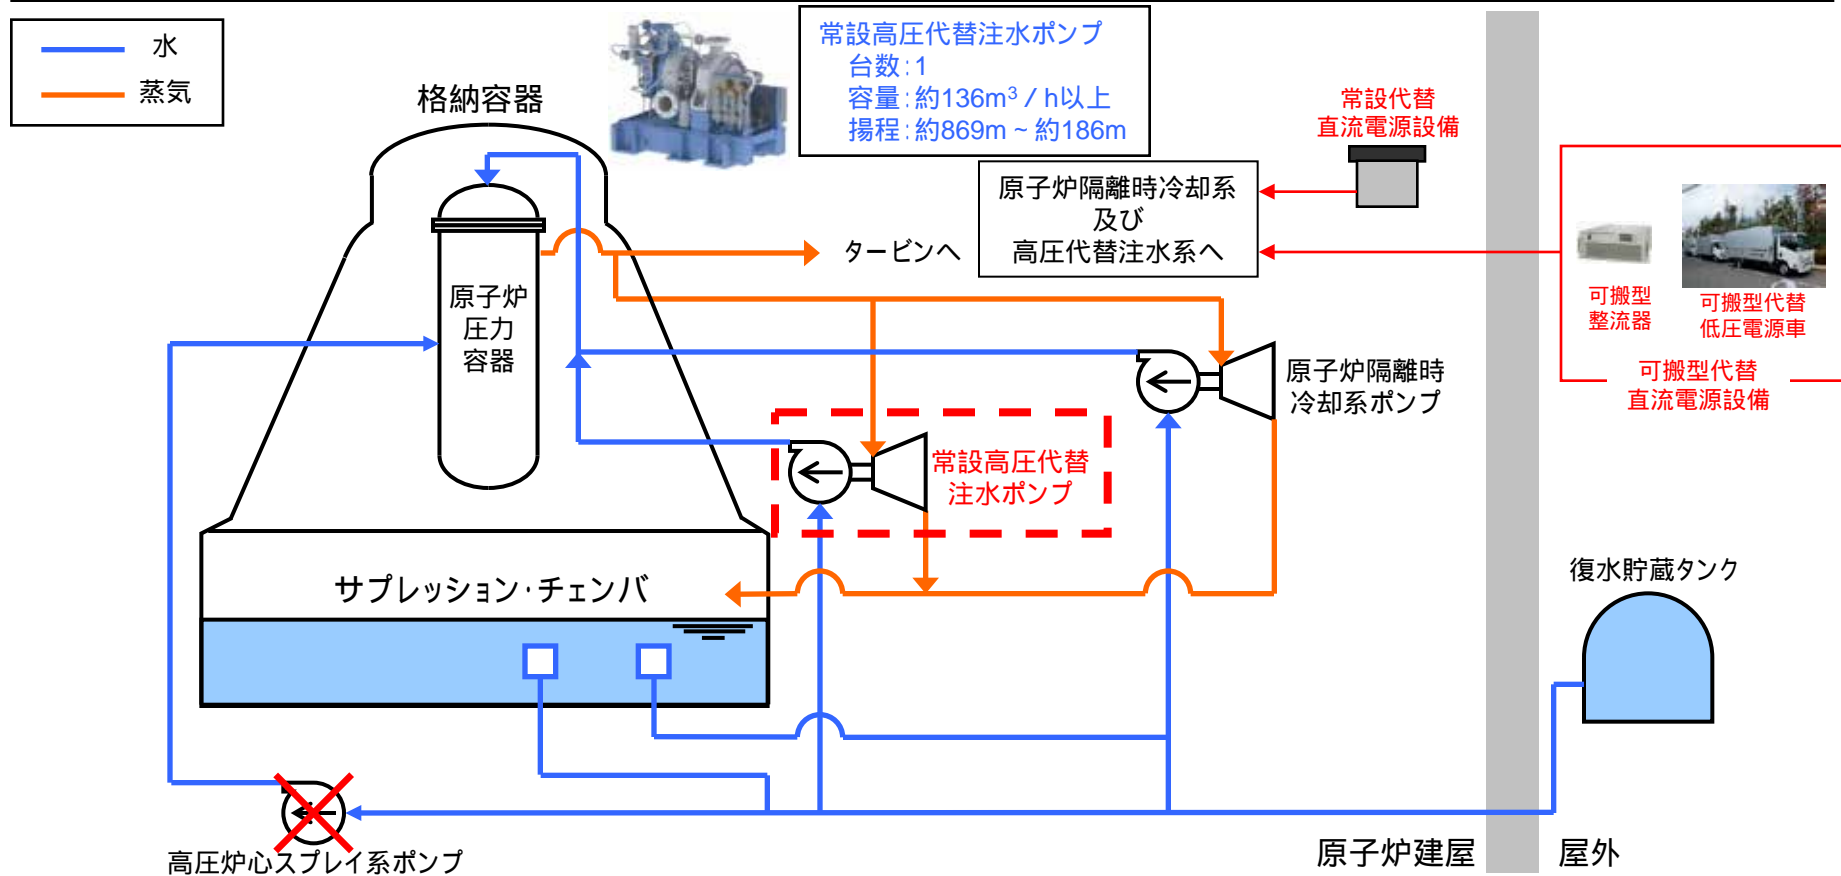 水
蒸気
格納容器
常設高圧代替注水ポンプ
台数:1
容量:約136m³/h以上
揚程:約869m~約186m
常設代替
直流電源設備
原子炉隔離時冷却系
及び
高圧代替注水系へ
タービンへ
可搬型
整流器
可搬型代替
低圧電源車
可搬型代替
直流電源設備
原子炉
圧力
容器
原子炉隔離時
冷却系ポンプ
常設高圧代替
注水ポンプ
サプレッション・チェンバ
復水貯蔵タンク
高圧炉心スプレイ系ポンプ
原子炉建屋
屋外